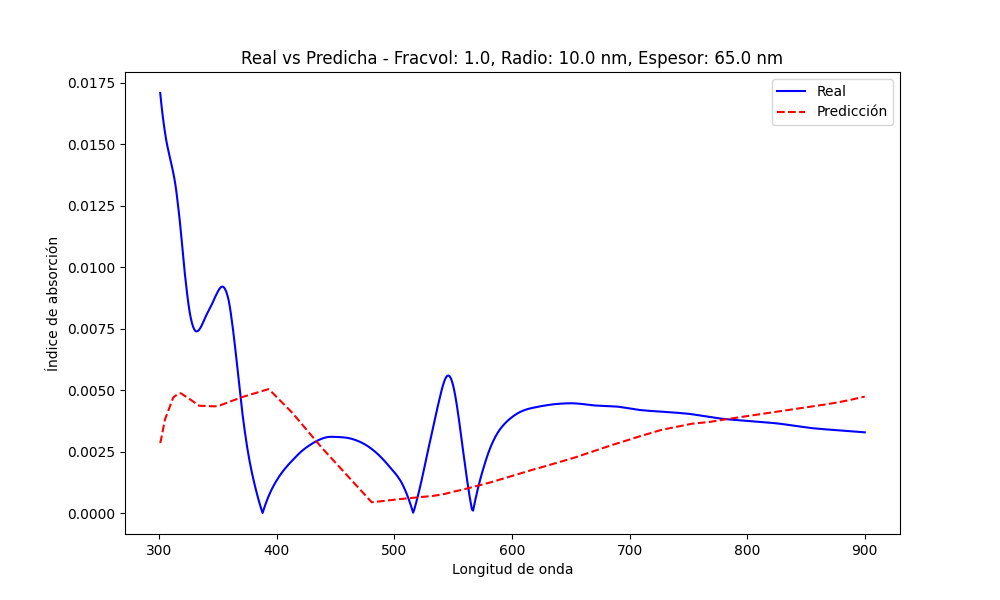 Real vs Predicha - Fracvol: 1.0, Radio: 10.0 nm, Espesor: 65.0 nm
Real
Predicción
Índice de absorción
0.0175
0.0150
0.0125
0.0100
0.0075
0.0050
0.0025
0.0000
300 400 500 600 700 800 900
Longitud de onda